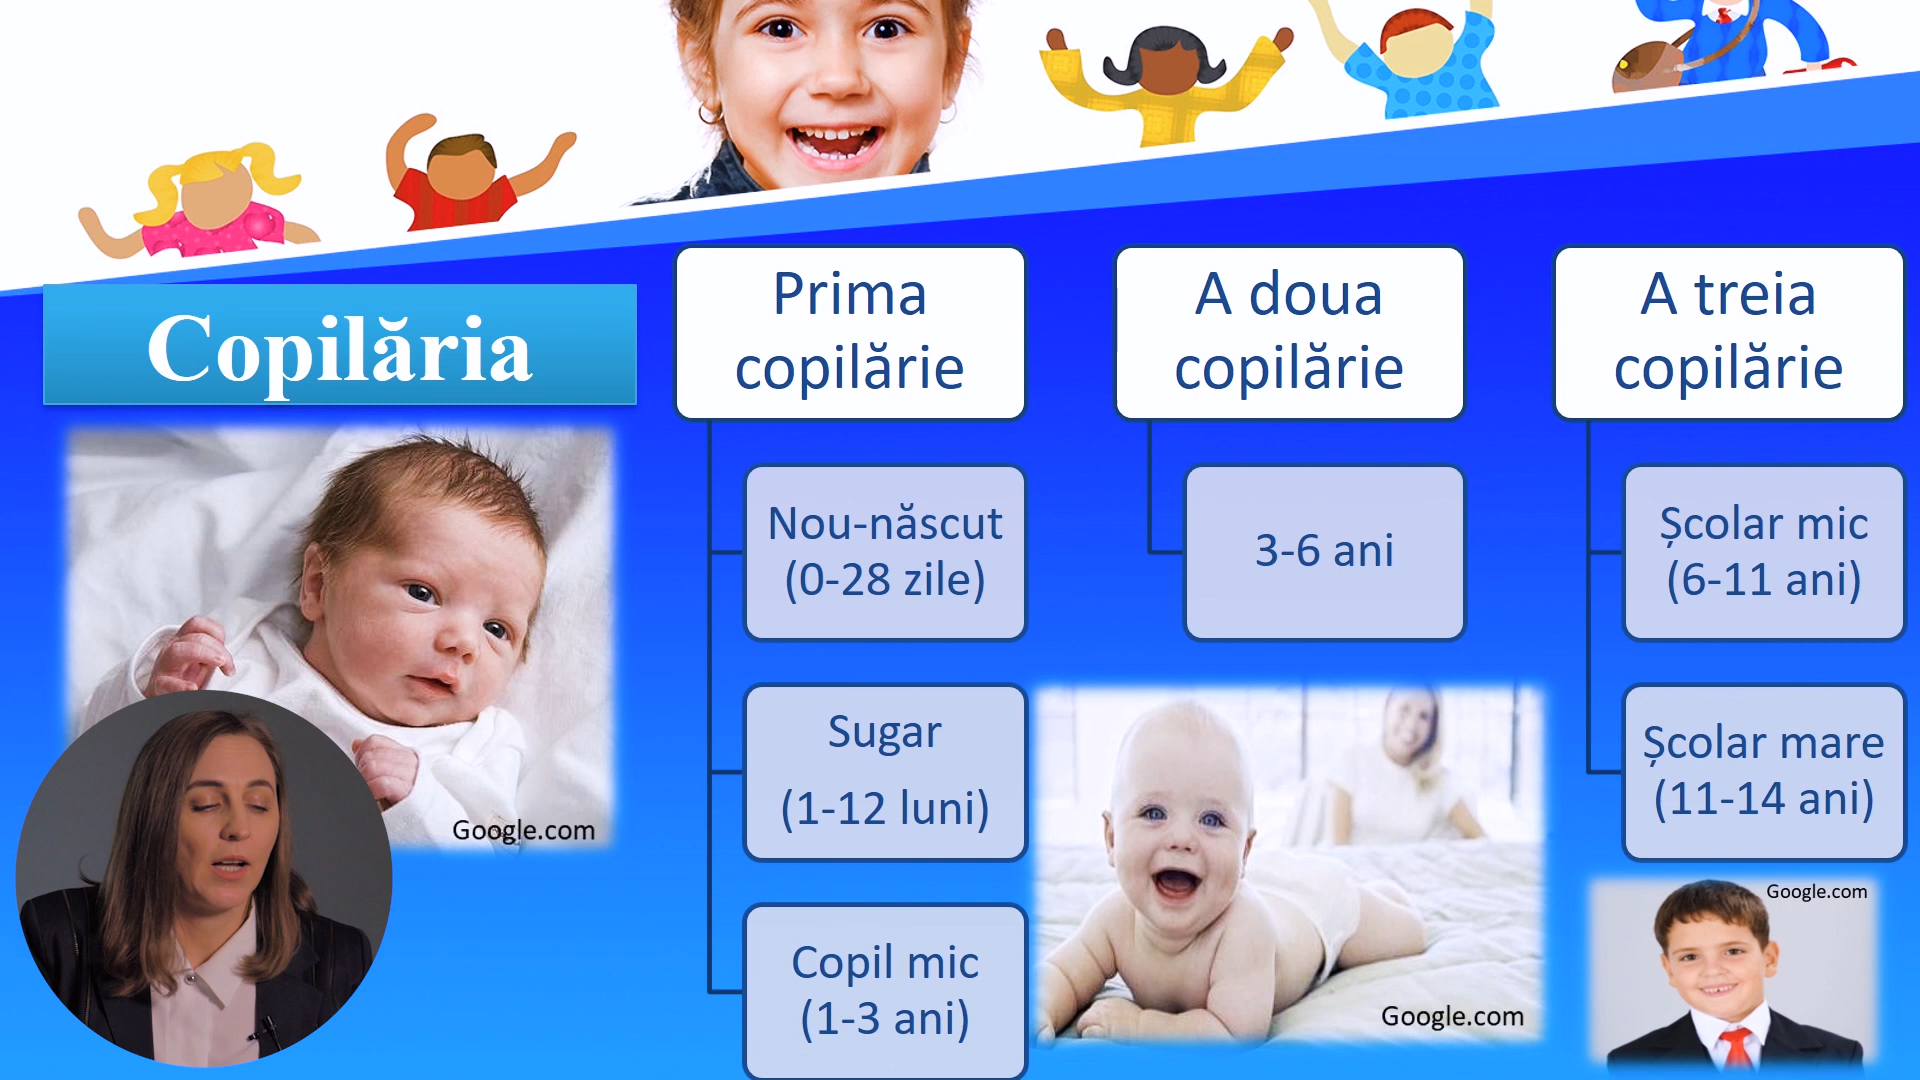 Copilăria
Prima
copilărie
Nou-născut
(0-28 zile)
Sugar
(1-12 luni)
Copil mic
(1-3 ani)
A doua
copilărie
3-6 ani
A treia
copilărie
Școlar mic
(6-11 ani)
Școlar mare
(11-14 ani)
Google.com
Google.com
Google.com